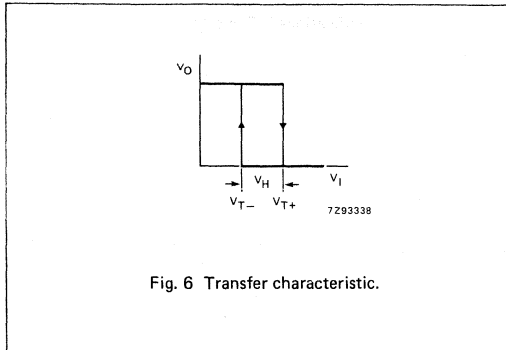 VO
VH
VI
VT− VT+
7Z93338
Fig. 6 Transfer characteristic.